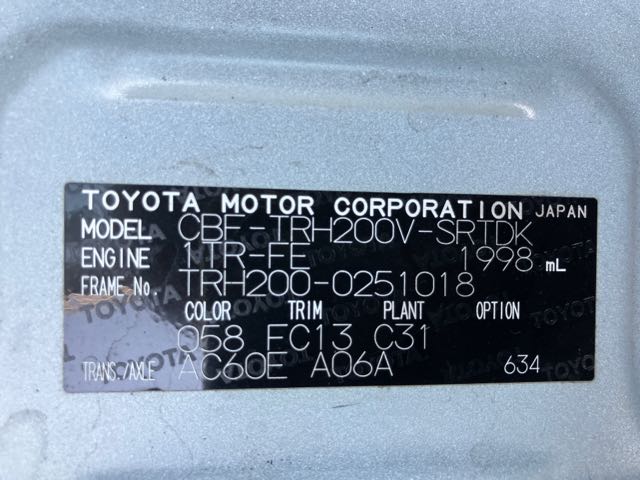 TOYOTA MOTOR CORPORATION JAPAN
MODEL CBF-TRH200V-SRTDK
ENGINE 1TR-FE 1998 mL
FRAME No. TRH200-0251018
COLOR TRIM PLANT OPTION
058 FC13 C31
TRANS./AXLE AC60E A06A 634